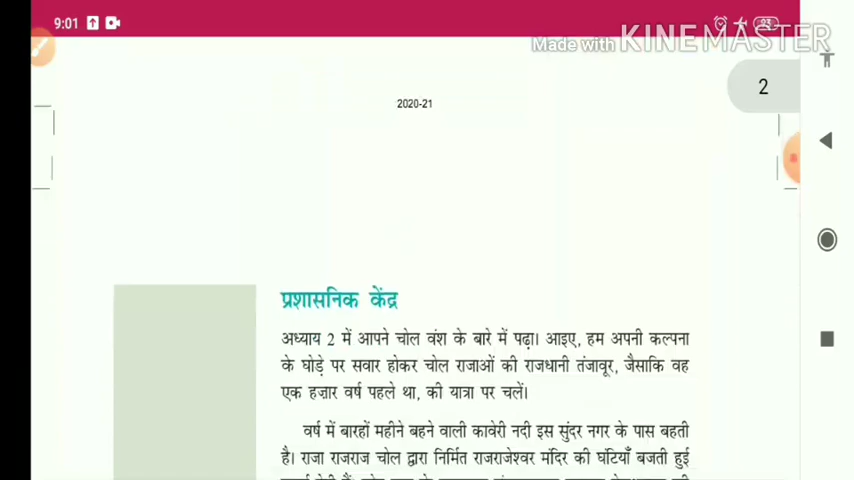 9:01
93
Made with KINEMASTER
2
2020-21
प्रशासनिक केंद्र
अध्याय 2 में आपने चोल वंश के बारे में पढ़ा। आइए, हम अपनी कल्पना
के घोड़े पर सवार होकर चोल राजाओं की राजधानी तंजावूर, जैसाकि वह
एक हज़ार वर्ष पहले था, की यात्रा पर चलें।
वर्ष में बारहों महीने बहने वाली कावेरी नदी इस सुंदर नगर के पास बहती
है। राजा राजराज चोल द्वारा निर्मित राजराजेश्वर मंदिर की घंटियाँ बजती हुई